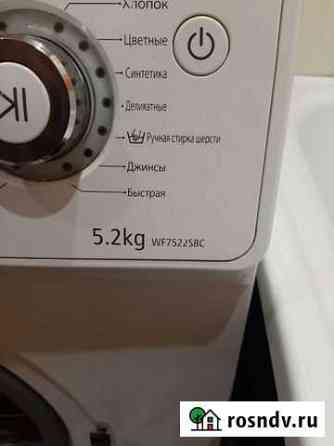 Хлопок
Цветные
Синтетика
Деликатные
Ручная стирка шерсти
Джинсы
Быстрая
5.2kg WF7522S8C
rosndv.ru